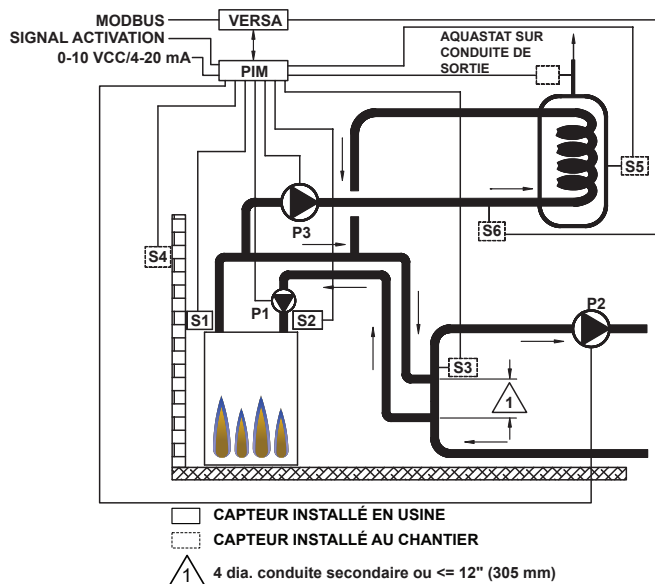 MODBUS
VERSA
SIGNAL ACTIVATION
0-10 VCC/4-20 mA
PIM
AQUASTAT SUR
CONDUITE DE
SORTIE
S5
P3
S6
S4
S1
P1
S2
P2
S3
1
CAPTEUR INSTALLÉ EN USINE
CAPTEUR INSTALLÉ AU CHANTIER
1 4 dia. conduite secondaire ou <= 12" (305 mm)